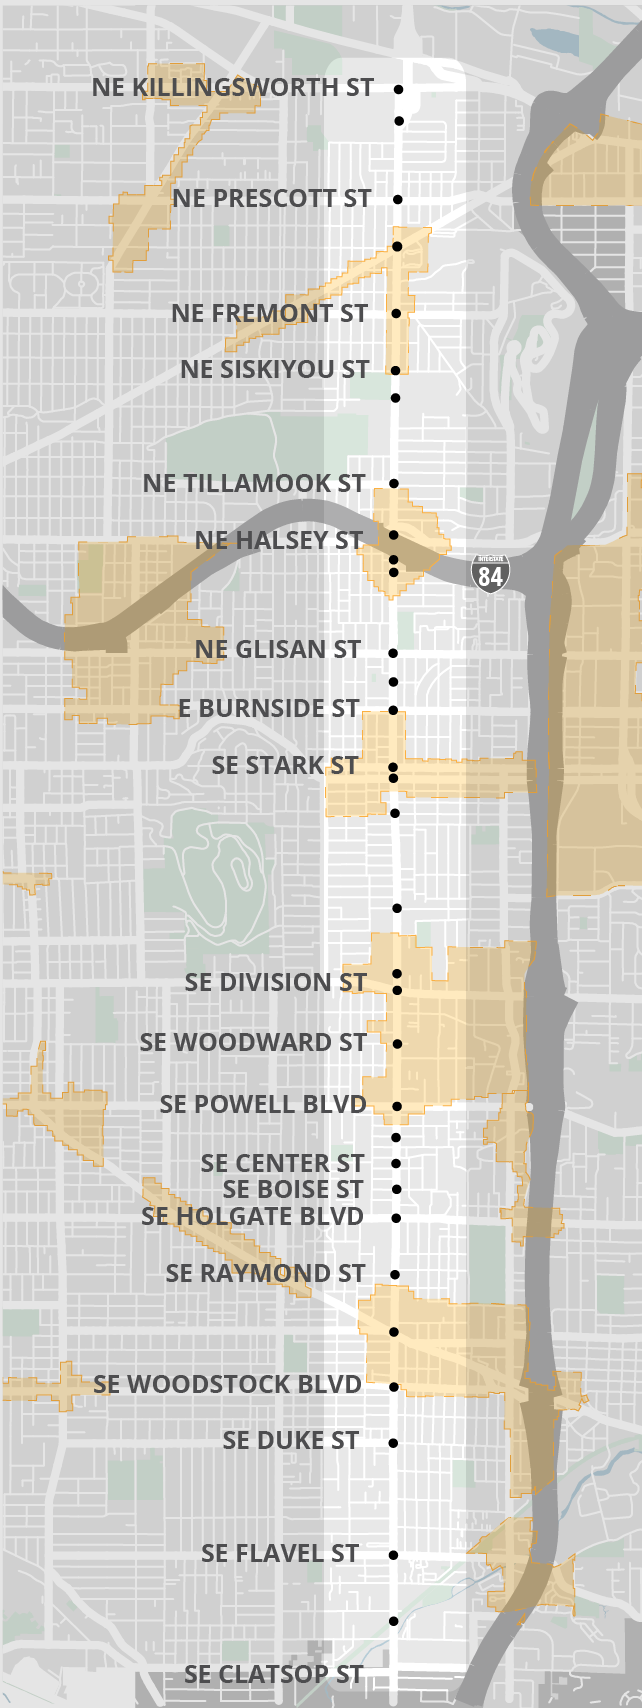 NE KILLINGSWORTH ST
NE PRESCOTT ST
NE FREMONT ST
NE SISKIYOU ST
NE TILLAMOOK ST
NE HALSEY ST
INTERSTATE
84
NE GLISAN ST
E BURNSIDE ST
SE STARK ST
SE DIVISION ST
SE WOODWARD ST
SE POWELL BLVD
SE CENTER ST
SE BOISE ST
SE HOLGATE BLVD
SE RAYMOND ST
SE WOODSTOCK BLVD
SE DUKE ST
SE FLAVEL ST
SE CLATSOP ST